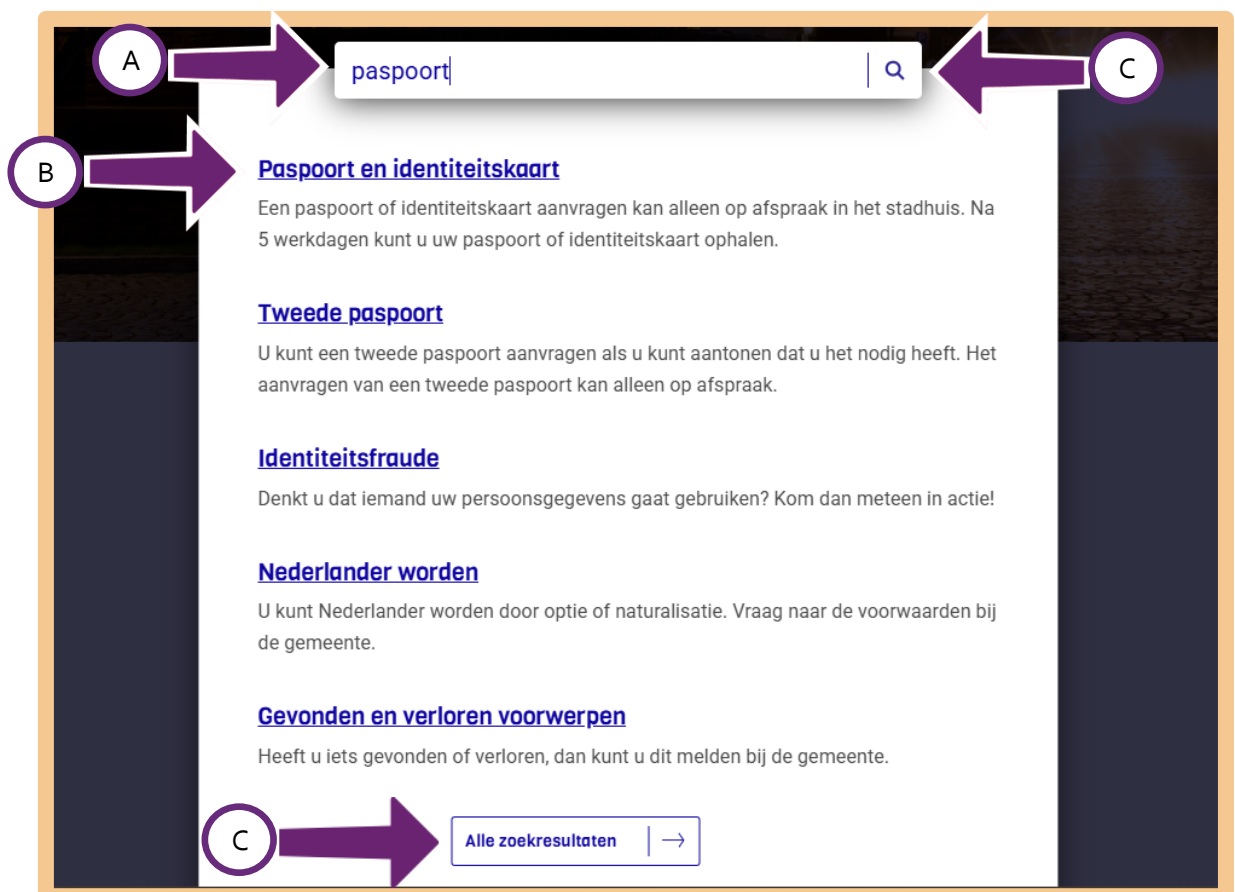 A
paspoort
C
B
Paspoort en identiteitskaart
Een paspoort of identiteitskaart aanvragen kan alleen op afspraak in het stadhuis. Na
5 werkdagen kunt u uw paspoort of identiteitskaart ophalen.
Tweede paspoort
U kunt een tweede paspoort aanvragen als u kunt aantonen dat u het nodig heeft. Het
aanvragen van een tweede paspoort kan alleen op afspraak.
Identiteitsfraude
Denkt u dat iemand uw persoonsgegevens gaat gebruiken? Kom dan meteen in actie!
Nederlander worden
U kunt Nederlander worden door optie of naturalisatie. Vraag naar de voorwaarden bij
de gemeente.
Gevonden en verloren voorwerpen
Heeft u iets gevonden of verloren, dan kunt u dit melden bij de gemeente.
C
Alle zoekresultaten